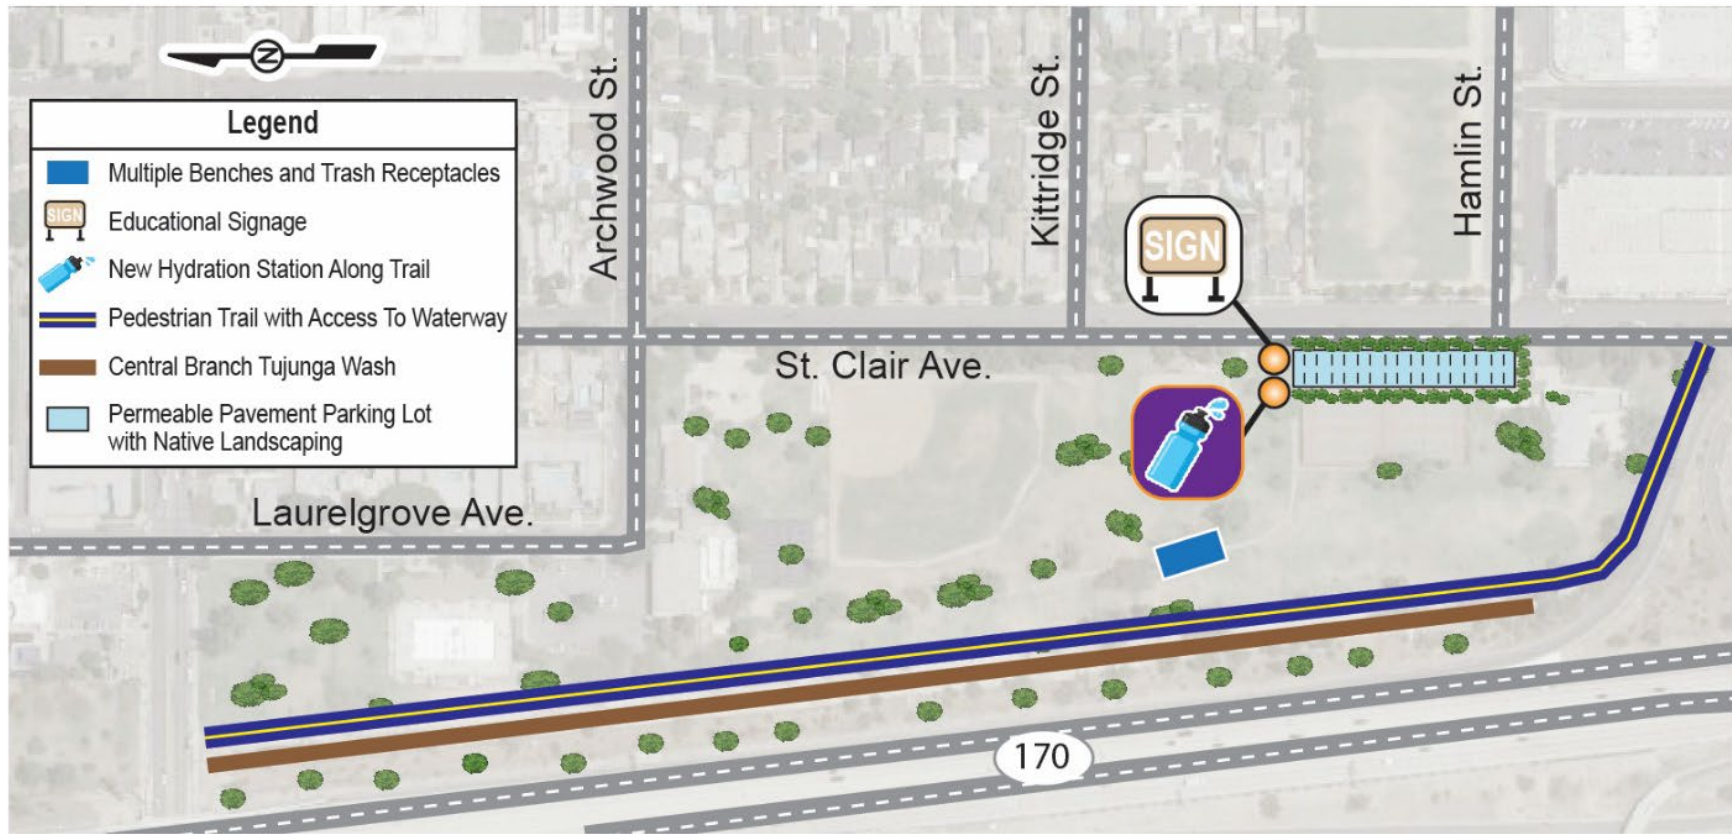 N
Legend
Multiple Benches and Trash Receptacles
SIGN
Educational Signage
New Hydration Station Along Trail
Pedestrian Trail with Access To Waterway
Central Branch Tujunga Wash
Permeable Pavement Parking Lot
with Native Landscaping
Archwood St.
Kittridge St.
Hamlin St.
SIGN
St. Clair Ave.
Laurelgrove Ave.
170